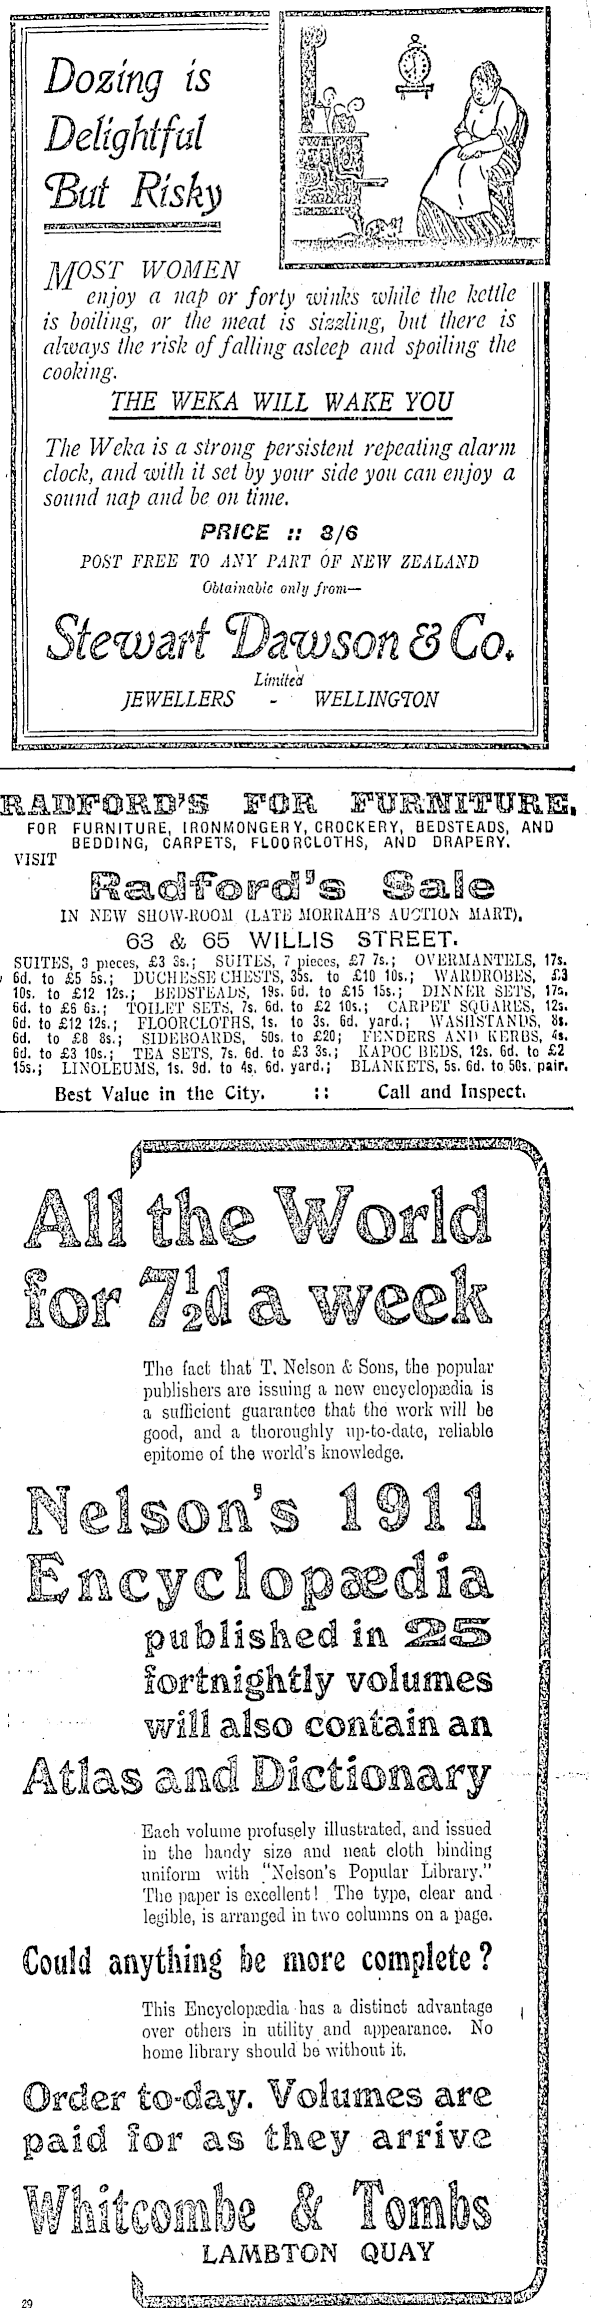 Dozing is
Delightful
But Risky
MOST WOMEN
enjoy a nap or forty winks while the kettle
is boiling, or the meat is sizzling, but there is
always the risk of falling asleep and spoiling the
cooking.
THE WEKA WILL WAKE YOU
The Weka is a strong persistent repeating alarm
clock, and with it set by your side you can enjoy a
sound nap and be on time.
PRICE :: 8/6
POST FREE TO ANY PART OF NEW ZEALAND
Obtainable only from—
Stewart Dawson & Co.
Limited
JEWELLERS - WELLINGTON
RADFORD'S FOR FURNITURE.
FOR FURNITURE, IRONMONGERY, CROCKERY, BEDSTEADS, AND
BEDDING, CARPETS, FLOORCLOTHS, AND DRAPERY.
VISIT
Radford's Sale
IN NEW SHOW-ROOM (LATE MORRAH'S AUCTION MART),
63 & 65 WILLIS STREET.
SUITES, 3 pieces, £3 3s.; SUITES, 7 pieces, £7 7s.; OVERMANTELS, 17s.
6d. to £5 5s.; DUCHESSE CHESTS, 35s. to £10 10s.; WARDROBES, £3
10s. to £12 12s.; BEDSTEADS, 19s. 6d. to £15 15s.; DINNER SETS, 17s.
6d. to £6 6s.; TOILET SETS, 7s. 6d. to £2 10s.; CARPET SQUARES, 12s.
6d. to £12 12s.; FLOORCLOTHS, 1s. to 3s. 6d. yard.; WASHSTANDS, 8s.
6d. to £8 8s.; SIDEBOARDS, 50s. to £20; FENDERS AND KERBS, 4s.
6d. to £3 10s.; TEA SETS, 7s. 6d. to £3 3s.; KAPOC BEDS, 12s. 6d. to £2
15s.; LINOLEUMS, 1s. 9d. to 4s. 6d. yard.; BLANKETS, 5s. 6d. to 50s. pair.
Best Value in the City. :: Call and Inspect.
All the World
for 7½d a week
The fact that T. Nelson & Sons, the popular
publishers are issuing a new encyclopædia is
a sufficient guarantee that the work will be
good, and a thoroughly up-to-date, reliable
epitome of the world's knowledge.
Nelson's 1911
Encyclopædia
published in 25
fortnightly volumes
will also contain an
Atlas and Dictionary
Each volume profusely illustrated, and issued
in the handy size and neat cloth binding
uniform with "Nelson's Popular Library."
The paper is excellent! The type, clear and
legible, is arranged in two columns on a page.
Could anything be more complete?
This Encyclopædia has a distinct advantage
over others in utility and appearance. No
home library should be without it.
Order to-day. Volumes are
paid for as they arrive
Whitcombe & Tombs
LAMBTON QUAY
29